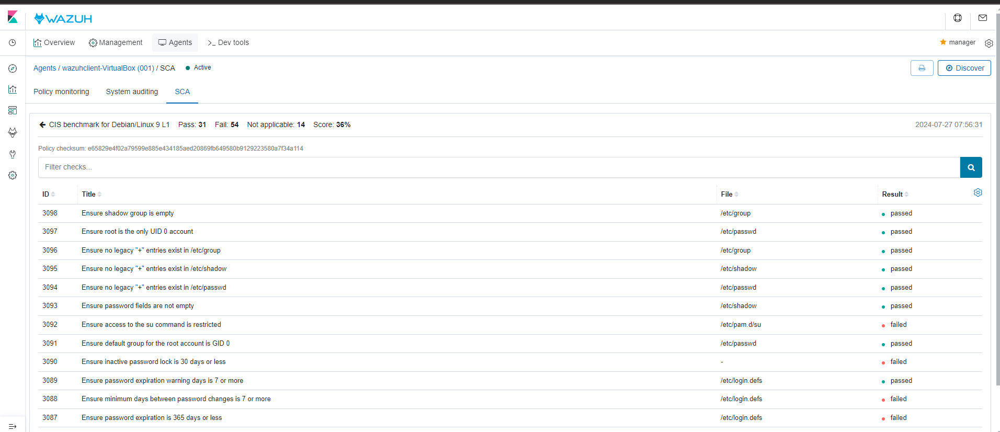 WAZUH
Overview Management Agents >_ Dev tools manager
Agents / wazuhclient-VirtualBox (001) / SCA Active Discover
Policy monitoring System auditing SCA
CIS benchmark for Debian/Linux 9 L1 Pass: 31 Fail: 54 Not applicable: 14 Score: 36% 2024-07-27 07:56:31
Policy checksum: e65829e4f02a79599e885e434185aed20869fb649580b9129223580a7f34a114
Filter checks...
ID Title File Result
3098 Ensure shadow group is empty /etc/group passed
3097 Ensure root is the only UID 0 account /etc/passwd passed
3096 Ensure no legacy "+" entries exist in /etc/group /etc/group passed
3095 Ensure no legacy "+" entries exist in /etc/shadow /etc/shadow passed
3094 Ensure no legacy "+" entries exist in /etc/passwd /etc/passwd passed
3093 Ensure password fields are not empty /etc/shadow passed
3092 Ensure access to the su command is restricted /etc/pam.d/su failed
3091 Ensure default group for the root account is GID 0 /etc/passwd passed
3090 Ensure inactive password lock is 30 days or less - failed
3089 Ensure password expiration warning days is 7 or more /etc/login.defs passed
3088 Ensure minimum days between password changes is 7 or more /etc/login.defs failed
3087 Ensure password expiration is 365 days or less /etc/login.defs failed